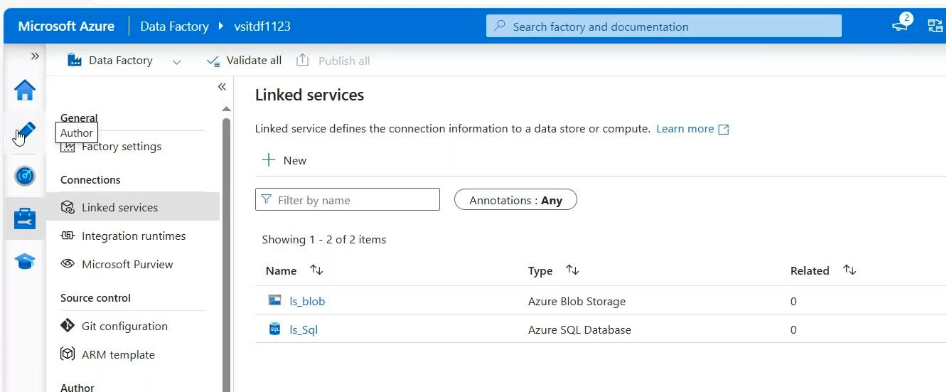 Microsoft Azure Data Factory vsitdf1123 Search factory and documentation 2
» Data Factory Validate all Publish all
«
General
Author
Factory settings
Connections
Linked services
Integration runtimes
Microsoft Purview
Source control
Git configuration
ARM template
Author
Linked services
Linked service defines the connection information to a data store or compute. Learn more
New
Filter by name Annotations : Any
Showing 1 - 2 of 2 items
Name Type Related
ls_blob Azure Blob Storage 0
SQL ls_Sql Azure SQL Database 0